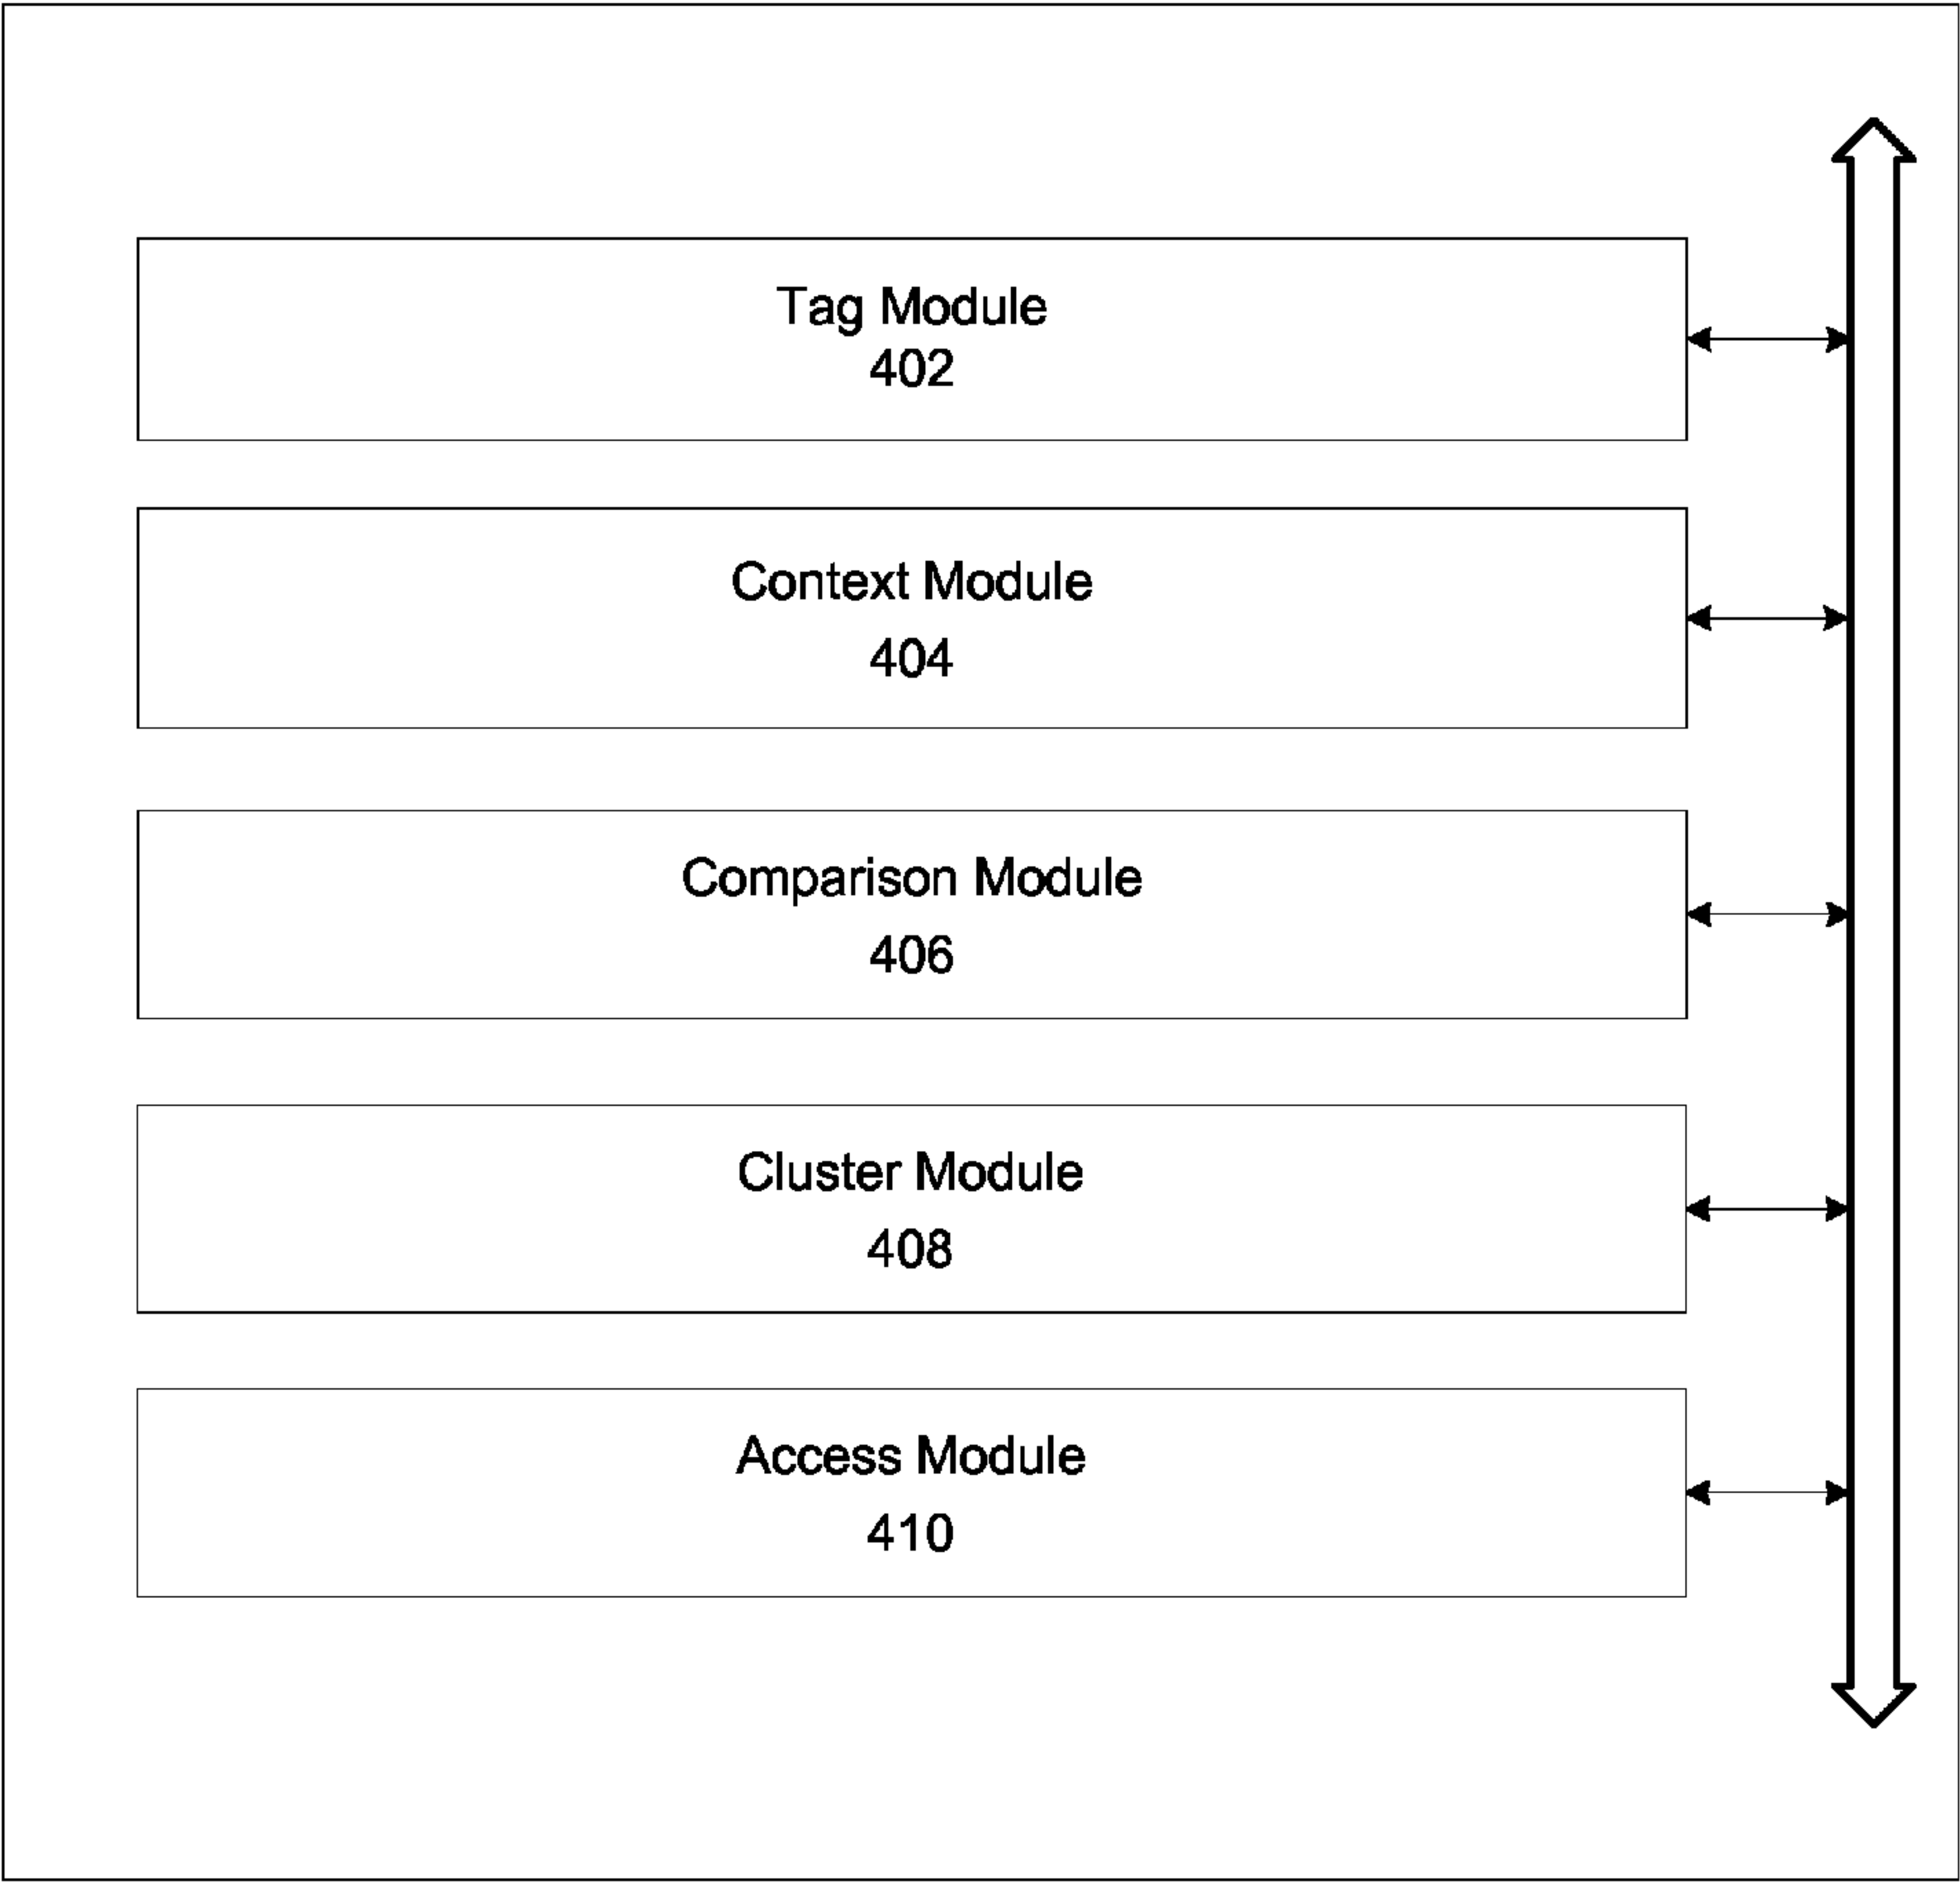 Tag Module
402
Context Module
404
Comparison Module
406
Cluster Module
408
Access Module
410